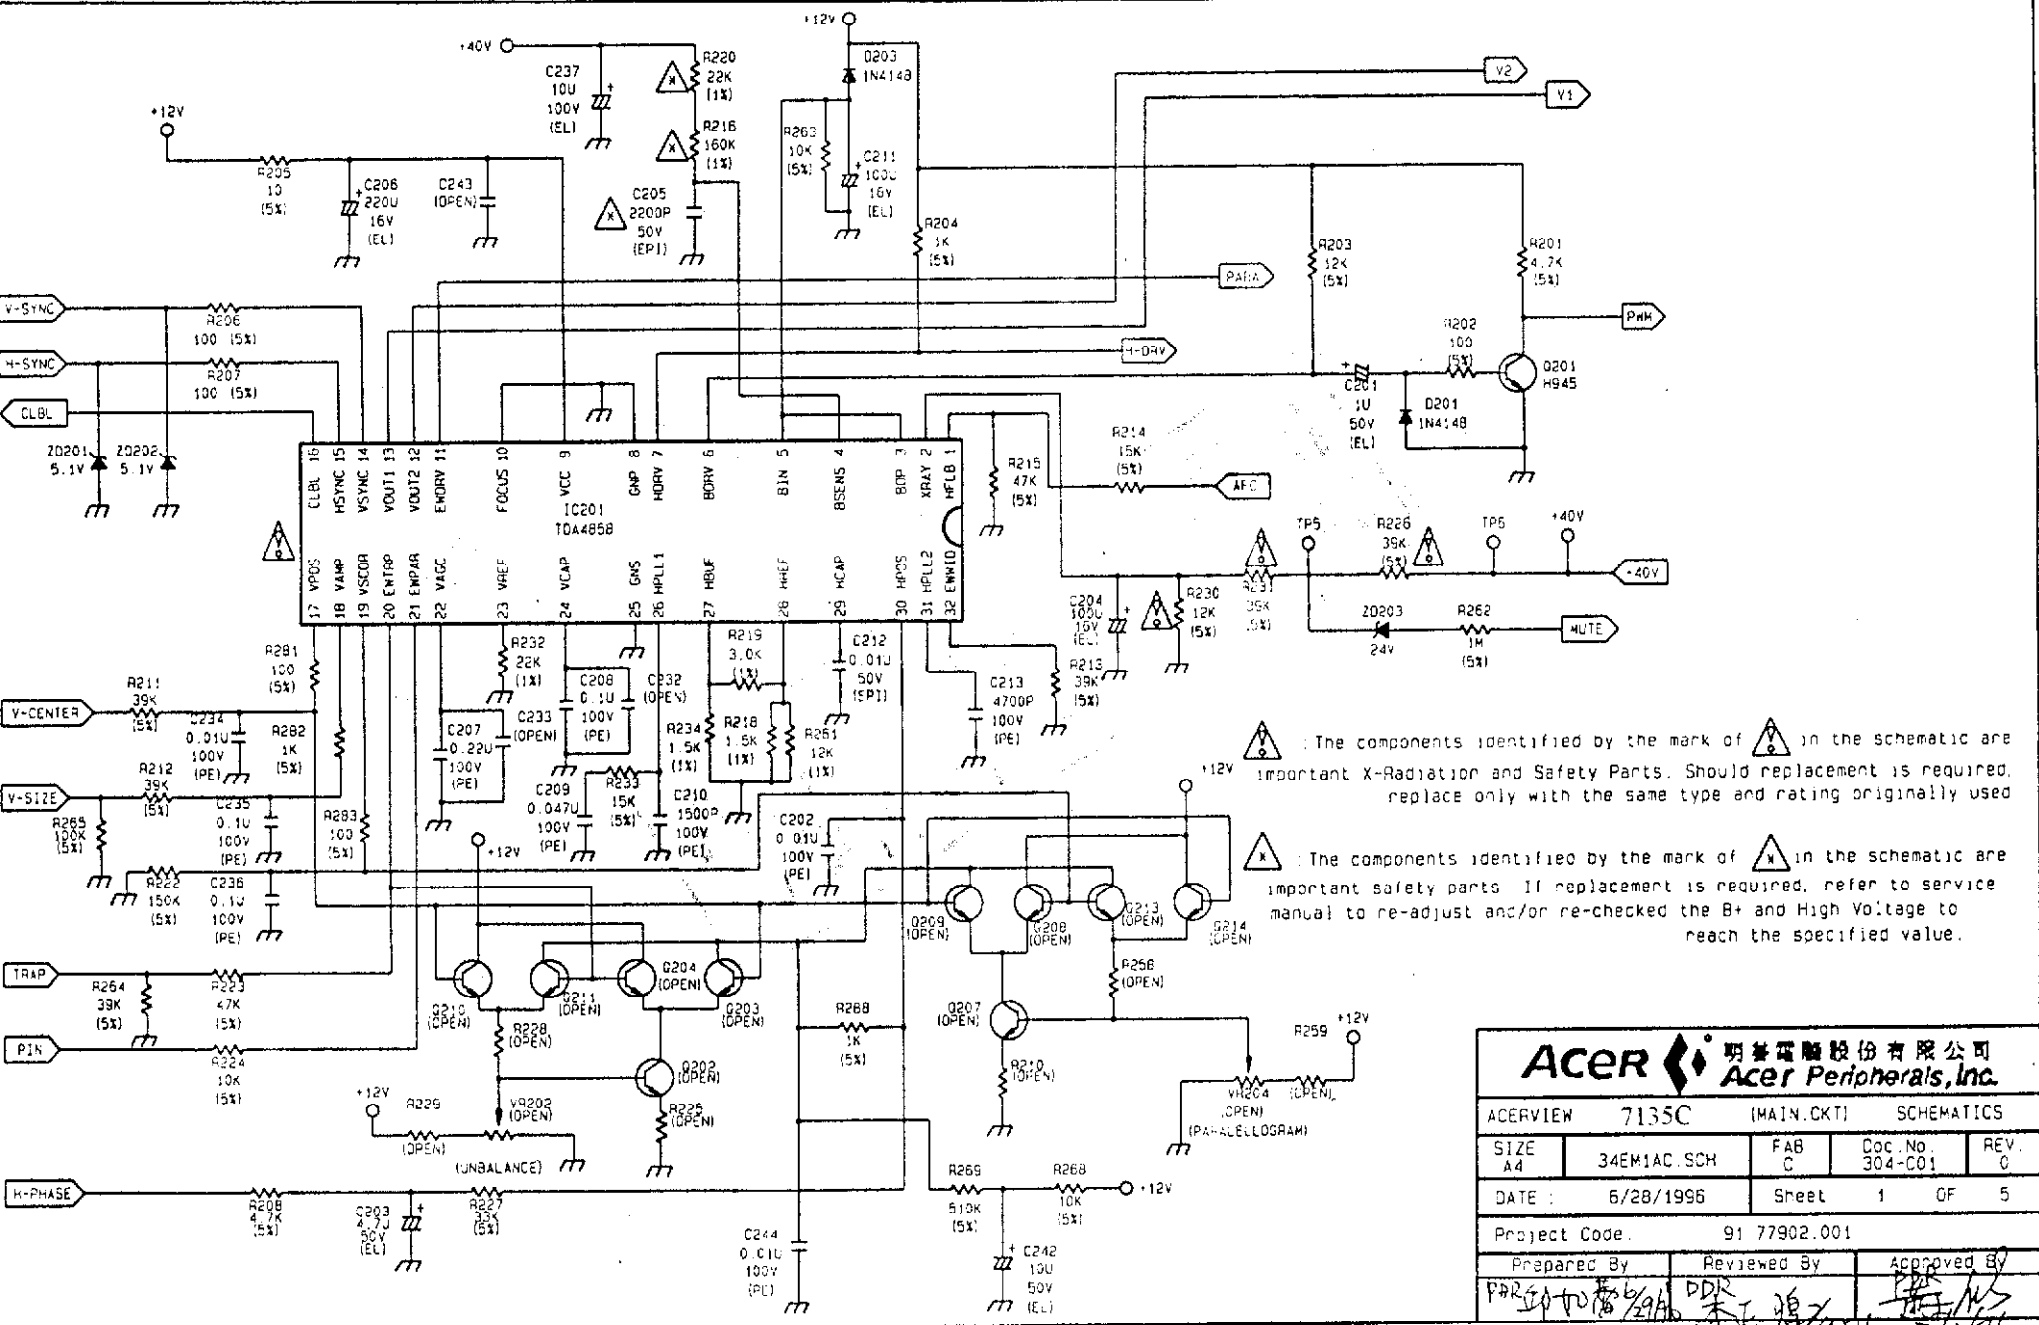 +12V
+40V
C237
10U
100V
(EL)
R220
22K
(1%)
R216
160K
(1%)
C205
2200P
50V
(EPI)
D203
1N4148
R263
10K
(5%)
C211
100U
16V
(EL)
V2
V1
+12V
R205
10
(5%)
C206
220U
16V
(EL)
C243
(OPEN)
R204
1K
(5%)
R203
12K
(5%)
R201
4.7K
(5%)
PARA
H-DRV
PWM
V-SYNC
R206
100 (5%)
H-SYNC
R207
100 (5%)
CLBL
ZD201
5.1V
ZD202
5.1V
R202
100
(5%)
Q201
H945
C201
1U
50V
(EL)
D201
1N4148
CLBL 16
HSYNC 15
VSYNC 14
VOUT1 13
VOUT2 12
EWDRV 11
FOCUS 10
VCC 9
GNP 8
HDRV 7
BDRV 6
BIN 5
BSENS 4
BOP 3
XRAY 2
HFLB 1
IC201
TDA4858
17 VPOS
18 VAMP
19 VSCOR
20 EWTRP
21 EWPAR
22 VAGC
23 VREF
24 VCAP
25 GNS
26 HPLL1
27 HBUF
28 HREF
29 HCAP
30 HPOS
31 HPLL2
32 EWWID
R215
47K
(5%)
R214
15K
(5%)
AFC
TP5
R226
39K
(5%)
TP6
+40V
-40V
R231
39K
(5%)
C204
100U
16V
(EL)
R230
12K
(5%)
ZD203
24V
R262
1M
(5%)
MUTE
R281
100
(5%)
R232
22K
(1%)
C208
0.1U
100V
(PE)
C232
(OPEN)
C233
(OPEN)
R219
3.0K
(1%)
C212
0.01U
50V
(EPI)
C213
4700P
100V
(PE)
R213
39K
(5%)
V-CENTER
R211
39K
(5%)
C234
0.01U
100V
(PE)
R282
1K
(5%)
C207
0.22U
100V
(PE)
R234
1.5K
(1%)
R218
1.5K
(1%)
R261
12K
(1%)
V-SIZE
R212
39K
(5%)
R265
100K
(5%)
C235
0.1U
100V
(PE)
R283
100
(5%)
C209
0.047U
100V
(PE)
R233
15K
(5%)
C210
1500P
100V
(PE)
C202
0.01U
100V
(PE)
+12V
R222
150K
(5%)
C236
0.1U
100V
(PE)
+12V
: The components identified by the mark of in the schematic are
important X-Radiation and Safety Parts. Should replacement is required,
replace only with the same type and rating originally used
: The components identified by the mark of in the schematic are
important safety parts If replacement is required, refer to service
manual to re-adjust and/or re-checked the B+ and High Voltage to
reach the specified value.
Q209
(OPEN)
Q208
(OPEN)
Q213
(OPEN)
Q214
(OPEN)
TRAP
R264
39K
(5%)
R223
47K
(5%)
Q210
(OPEN)
Q211
(OPEN)
Q204
(OPEN)
Q203
(OPEN)
R258
(OPEN)
Q207
(OPEN)
PIN
R224
10K
(5%)
R228
(OPEN)
Q202
(OPEN)
R225
(OPEN)
R288
1K
(5%)
R210
(OPEN)
R259
(OPEN)
+12V
VR204
(OPEN)
(PARALELLOGRAM)
+12V
R229
(OPEN)
VR202
(OPEN)
(UNBALANCE)
H-PHASE
R208
4.7K
(5%)
C203
4.7U
50V
(EL)
R227
33K
(5%)
R269
510K
(5%)
R268
10K
(5%)
+12V
C244
0.01U
100V
(PE)
C242
10U
50V
(EL)
ACER 明碁電腦股份有限公司
Acer Peripherals, Inc.
ACERVIEW 7135C (MAIN.CKT) SCHEMATICS
SIZE A4 34EM1AC.SCH FAB C Doc.No. 304-C01 REV. 0
DATE : 6/28/1996 Sheet 1 OF 5
Project Code. 91 77902.001
Prepared By Reviewed By Approved By